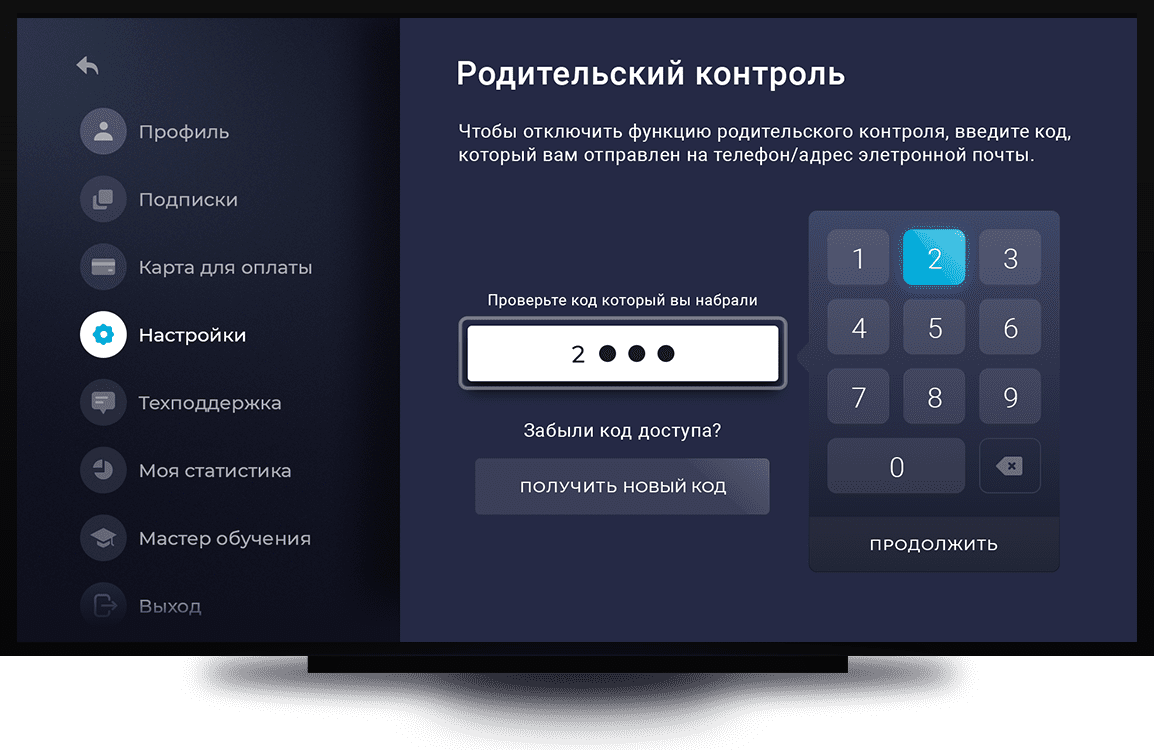 Профиль
Подписки
Карта для оплаты
Настройки
Техподдержка
Моя статистика
Мастер обучения
Выход
Родительский контроль
Чтобы отключить функцию родительского контроля, введите код,
который вам отправлен на телефон/адрес элетронной почты.
Проверьте код который вы набрали
2 ● ● ●
Забыли код доступа?
ПОЛУЧИТЬ НОВЫЙ КОД
1 2 3
4 5 6
7 8 9
0
ПРОДОЛЖИТЬ